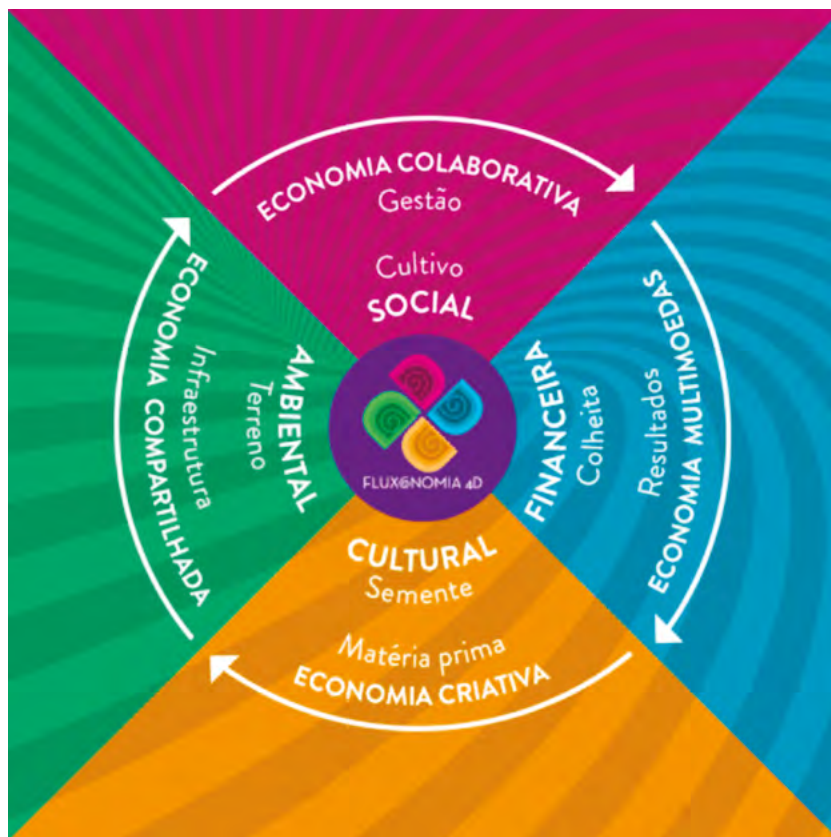 ECONOMIA COLABORATIVA
Gestão
Cultivo
SOCIAL
ECONOMIA MULTIMOEDAS
Resultados
Colheita
FINANCEIRA
CULTURAL
Semente
Matéria prima
ECONOMIA CRIATIVA
ECONOMIA COMPARTILHADA
Infraestrutura
Terreno
AMBIENTAL
FLUXONOMIA 4D